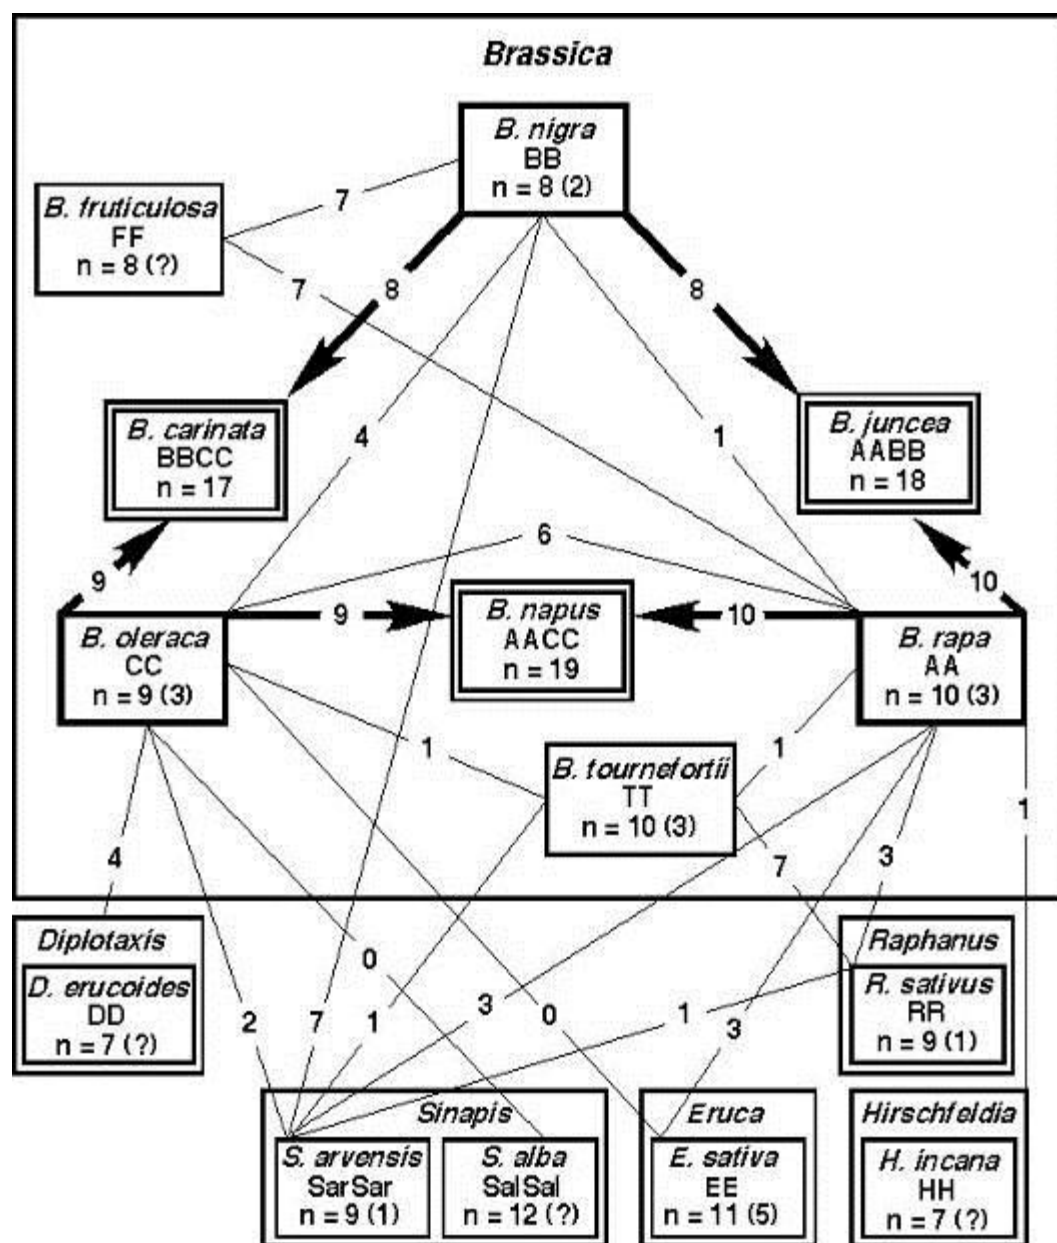 Brassica
B. nigra
BB
n = 8 (2)
B. fruticulosa
FF
n = 8 (?)
7
7
8
8
B. carinata
BBCC
n = 17
4
1
B. juncea
AABB
n = 18
6
9
10
B. oleraca
CC
n = 9 (3)
9
B. napus
AACC
n = 19
10
B. rapa
AA
n = 10 (3)
1
1
B. tournefortii
TT
n = 10 (3)
1
4
7
3
Diplotaxis
D. erucoides
DD
n = 7 (?)
0
Raphanus
R. sativus
RR
n = 9 (1)
2
7
1
3
0
1
3
Sinapis
S. arvensis
SarSar
n = 9 (1)
S. alba
SalSal
n = 12 (?)
Eruca
E. sativa
EE
n = 11 (5)
Hirschfeldia
H. incana
HH
n = 7 (?)